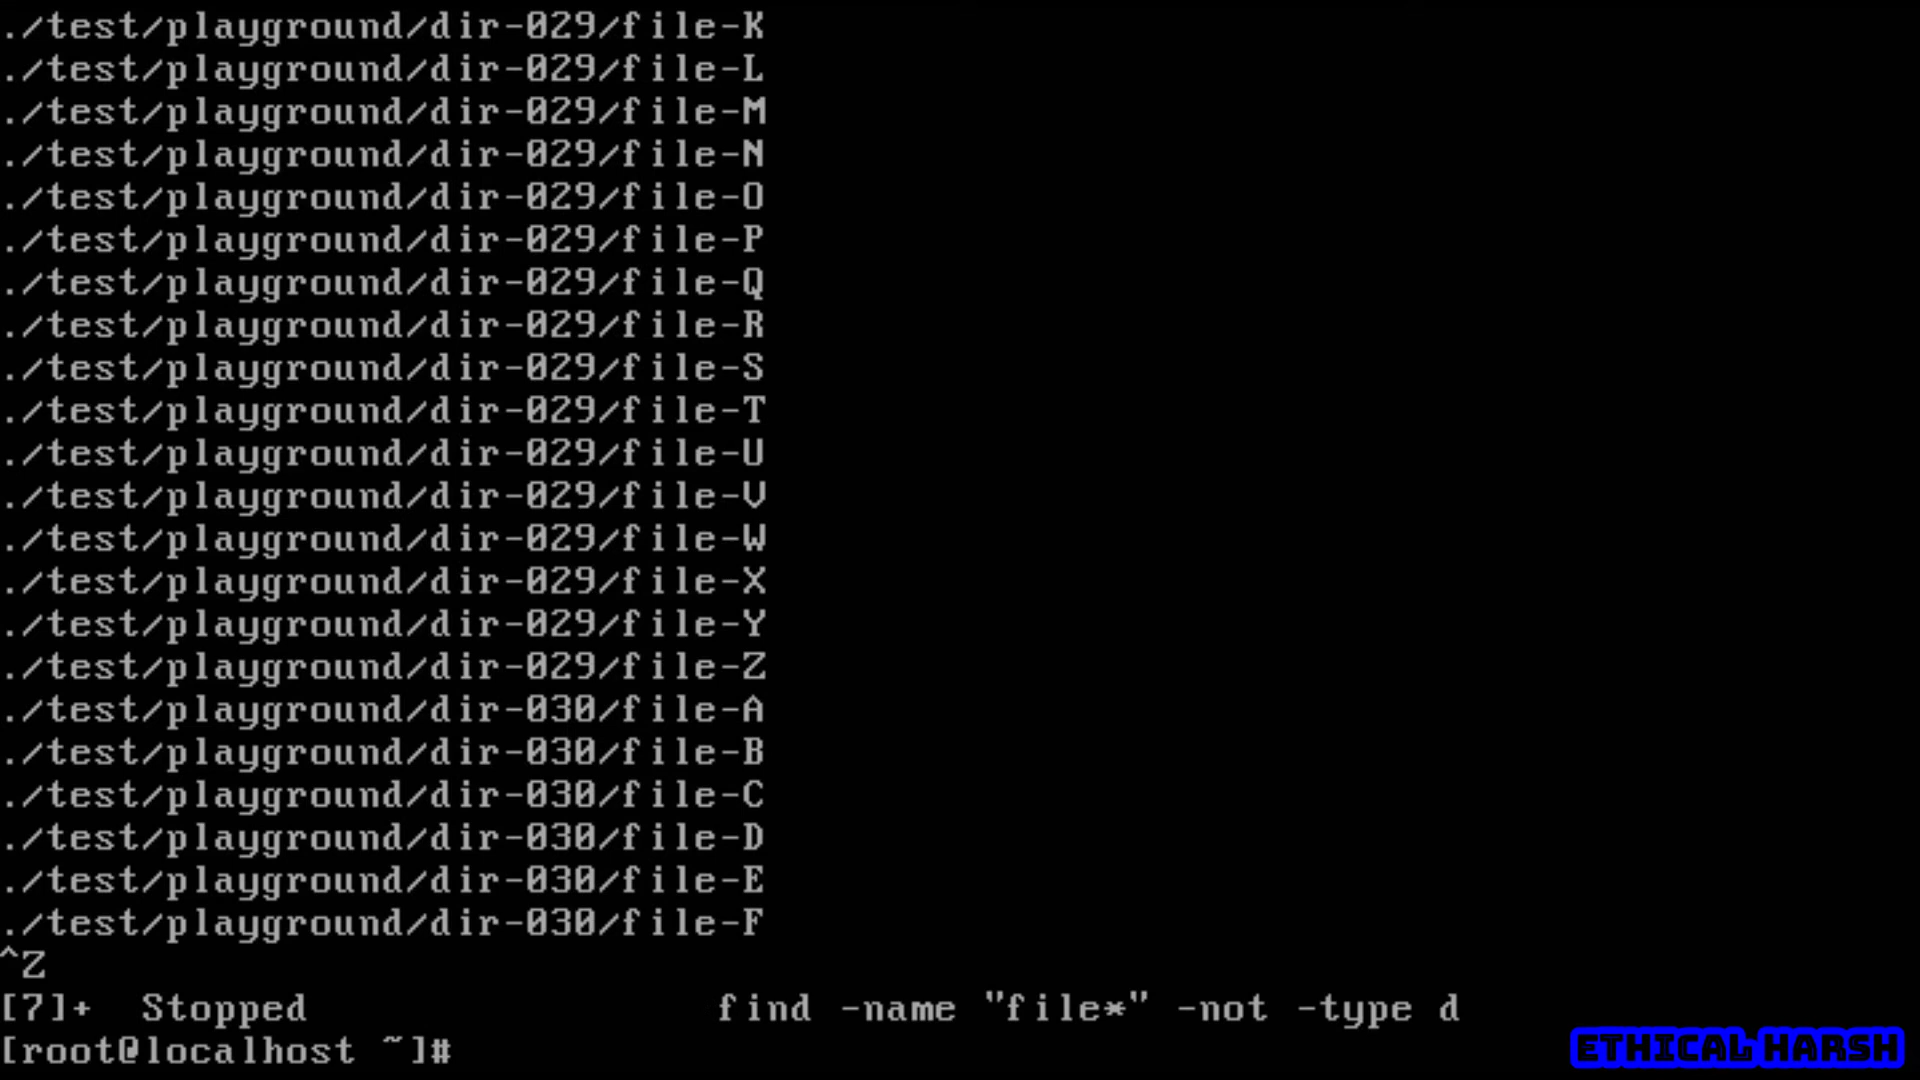 ./test/playground/dir-029/file-K
./test/playground/dir-029/file-L
./test/playground/dir-029/file-M
./test/playground/dir-029/file-N
./test/playground/dir-029/file-O
./test/playground/dir-029/file-P
./test/playground/dir-029/file-Q
./test/playground/dir-029/file-R
./test/playground/dir-029/file-S
./test/playground/dir-029/file-T
./test/playground/dir-029/file-U
./test/playground/dir-029/file-V
./test/playground/dir-029/file-W
./test/playground/dir-029/file-X
./test/playground/dir-029/file-Y
./test/playground/dir-029/file-Z
./test/playground/dir-030/file-A
./test/playground/dir-030/file-B
./test/playground/dir-030/file-C
./test/playground/dir-030/file-D
./test/playground/dir-030/file-E
./test/playground/dir-030/file-F
^Z
[7]+  Stopped                 find -name "file*" -not -type d
[root@localhost ~]#
ETHICAL HARSH